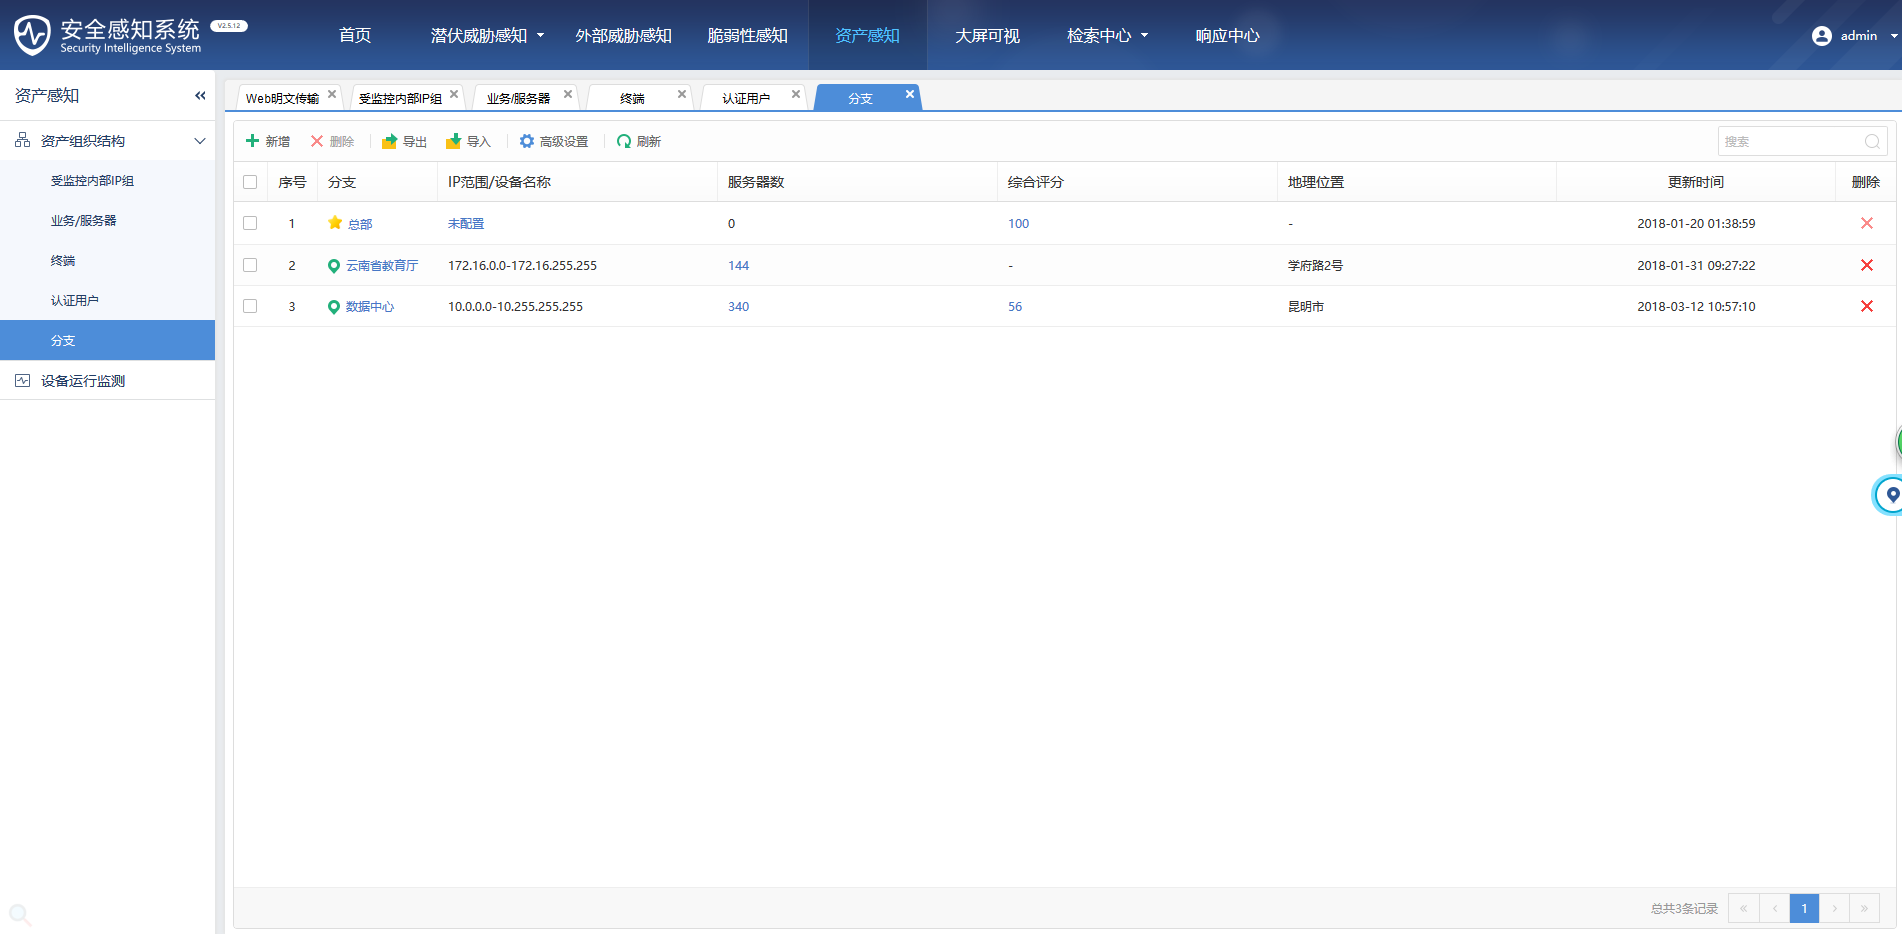 安全感知系统 V2.5.12
Security Intelligence System
首页 潜伏威胁感知 外部威胁感知 脆弱性感知 资产感知 大屏可视 检索中心 响应中心 admin
资产感知
资产组织结构
受监控内部IP组
业务/服务器
终端
认证用户
分支
设备运行监测
Web明文传输 受监控内部IP组 业务/服务器 终端 认证用户 分支
新增 删除 导出 导入 高级设置 刷新 搜索
序号 分支 IP范围/设备名称 服务器数 综合评分 地理位置 更新时间 删除
1 总部 未配置 0 100 - 2018-01-20 01:38:59
2 云南省教育厅 172.16.0.0-172.16.255.255 144 - 学府路2号 2018-01-31 09:27:22
3 数据中心 10.0.0.0-10.255.255.255 340 56 昆明市 2018-03-12 10:57:10
总共3条记录 « ‹ 1 › »